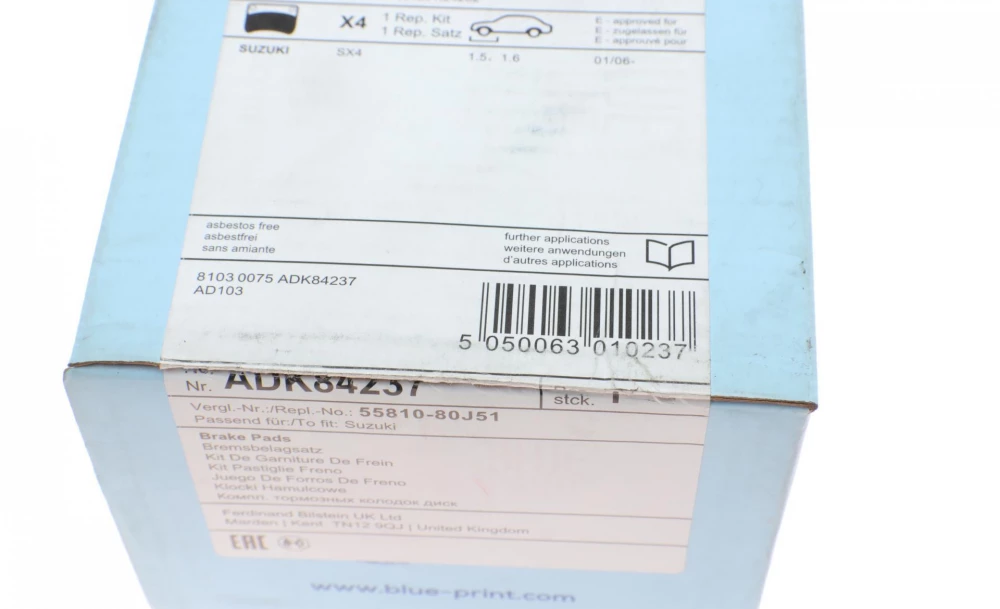 X4
1 Rep. Kit
1 Rep. Satz
E - approved for
E - zugelassen für
E - approuvé pour
SUZUKI SX4 1.5, 1.6 01/06-
asbestos free
asbestfrei
sans amiante
further applications
weitere anwendungen
d'autres applications
8103 0075 ADK84237
AD103
5 050063 010237
Nr. ADK84237
stck. 1
Vergl.-Nr.:/Repl.-No.: 55810-80J51
Passend für:/To fit: Suzuki
Brake Pads
Bremsbelagsatz
Kit De Garniture De Frein
Kit Pastiglie Freno
Juego De Forros De Freno
Klocki Hamulcowe
Компл. тормозных колодок диск
Ferdinand Bilstein UK Ltd
Marden | Kent. TN12 9QJ | United Kingdom
EAC
www.blue-print.com